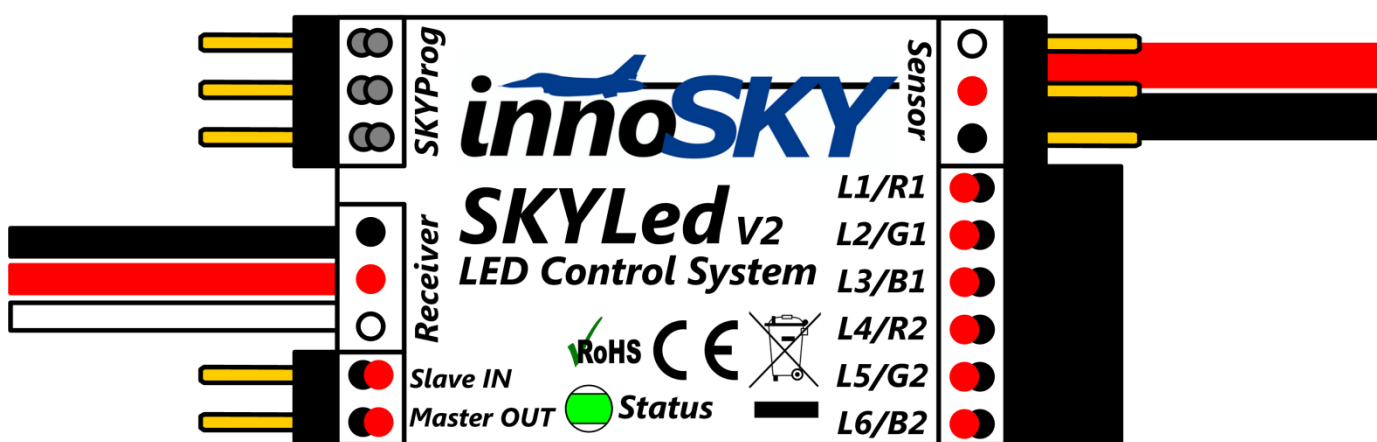 SKYProg
innoSKY
Sensor
SKYLed V2
LED Control System
Receiver
L1/R1
L2/G1
L3/B1
L4/R2
L5/G2
L6/B2
RoHS CE
Slave IN
Master OUT
Status